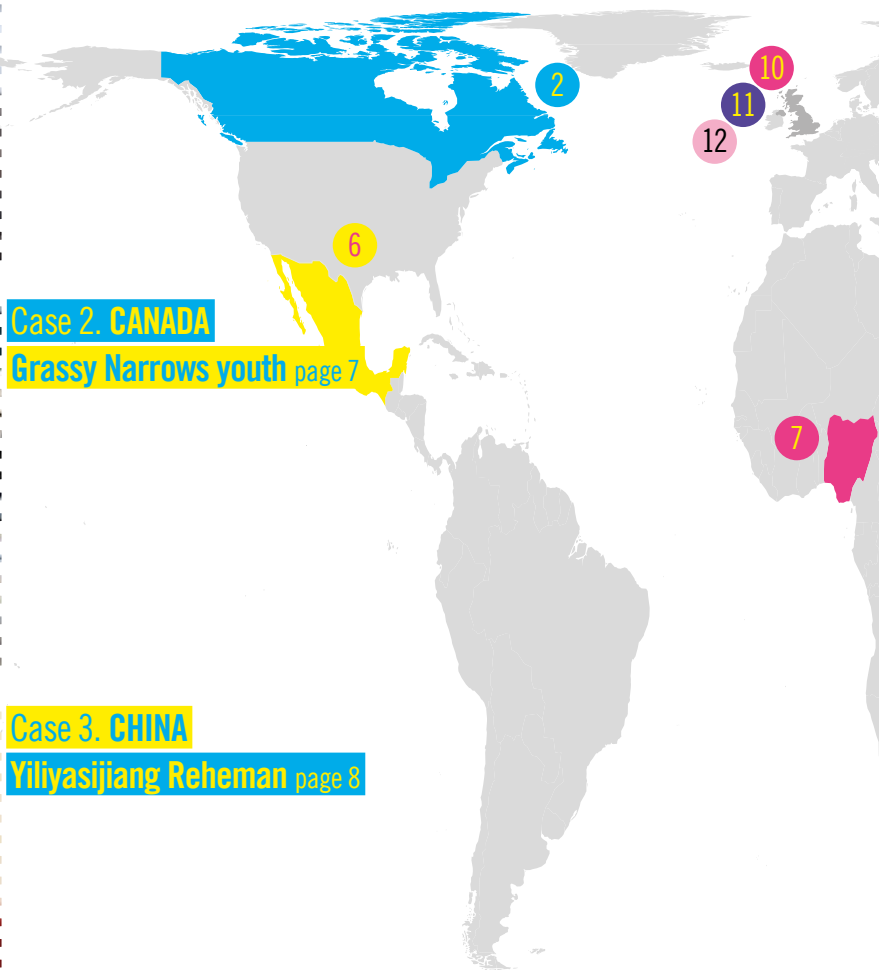 2
10
11
12
6
Case 2. CANADA
Grassy Narrows youth page 7
7
Case 3. CHINA
Yiliyasijiang Reheman page 8